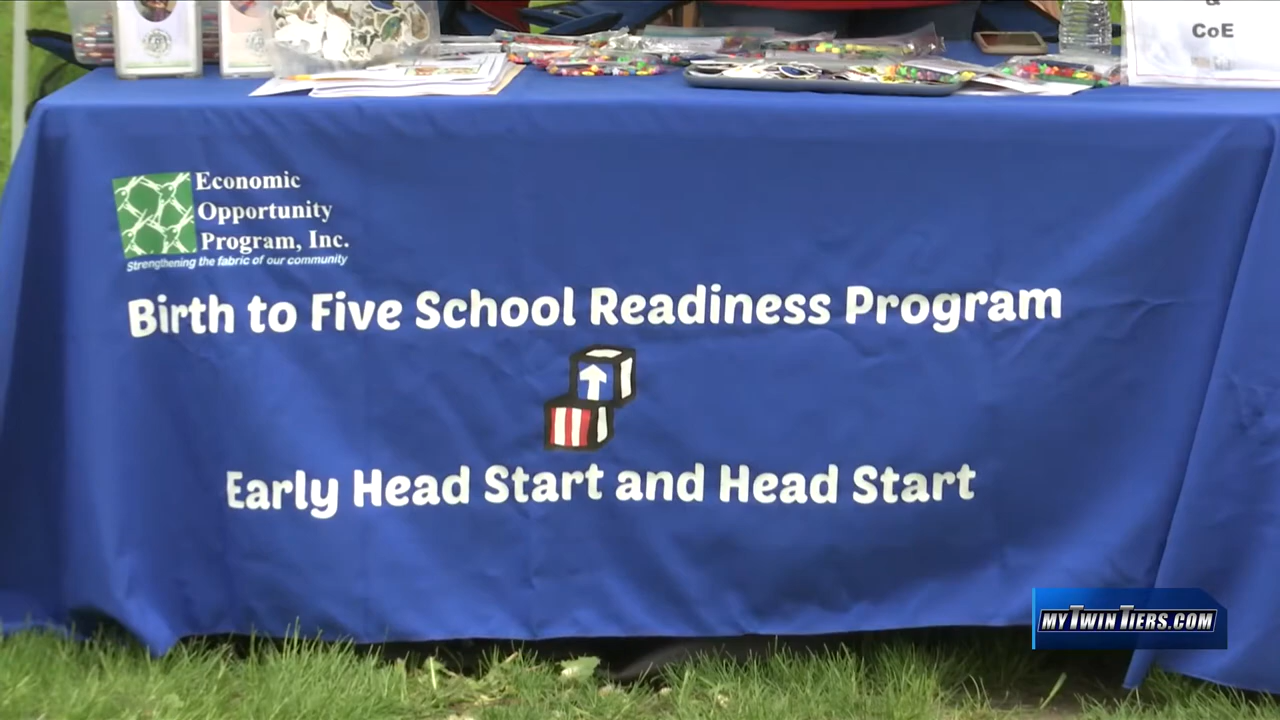 &
CoE
Economic
Opportunity
Program, Inc.
Strengthening the fabric of our community
Birth to Five School Readiness Program
Early Head Start and Head Start
MYTWINTIERS.COM